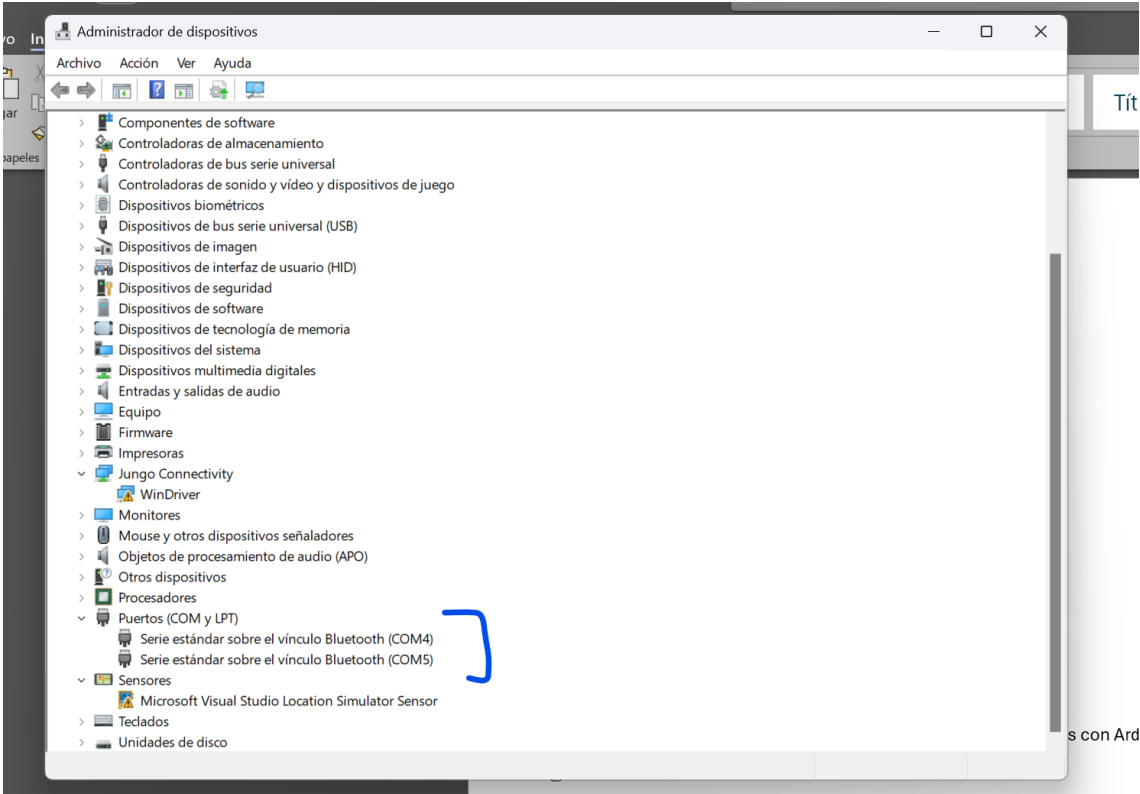 Administrador de dispositivos
Archivo Acción Ver Ayuda
Componentes de software
Controladoras de almacenamiento
Controladoras de bus serie universal
Controladoras de sonido y vídeo y dispositivos de juego
Dispositivos biométricos
Dispositivos de bus serie universal (USB)
Dispositivos de imagen
Dispositivos de interfaz de usuario (HID)
Dispositivos de seguridad
Dispositivos de software
Dispositivos de tecnología de memoria
Dispositivos del sistema
Dispositivos multimedia digitales
Entradas y salidas de audio
Equipo
Firmware
Impresoras
Jungo Connectivity
WinDriver
Monitores
Mouse y otros dispositivos señaladores
Objetos de procesamiento de audio (APO)
Otros dispositivos
Procesadores
Puertos (COM y LPT)
Serie estándar sobre el vínculo Bluetooth (COM4)
Serie estándar sobre el vínculo Bluetooth (COM5)
Sensores
Microsoft Visual Studio Location Simulator Sensor
Teclados
Unidades de disco
vo In
gar
papeles
Tít
s con Ard